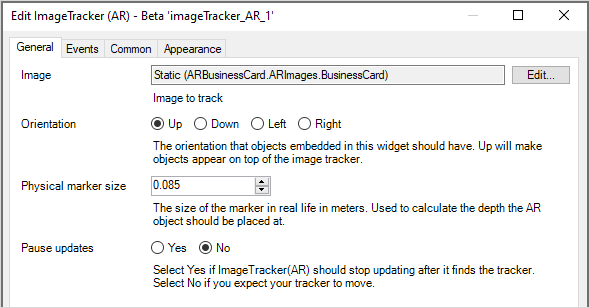 Edit ImageTracker (AR) - Beta 'imageTracker_AR_1'
General Events Common Appearance
Image Static (ARBusinessCard.ARImages.BusinessCard) Edit...
Image to track
Orientation Up Down Left Right
The orientation that objects embedded in this widget should have. Up will make
objects appear on top of the image tracker.
Physical marker size 0.085
The size of the marker in real life in meters. Used to calculate the depth the AR
object should be placed at.
Pause updates Yes No
Select Yes if ImageTracker(AR) should stop updating after it finds the tracker.
Select No if you expect your tracker to move.